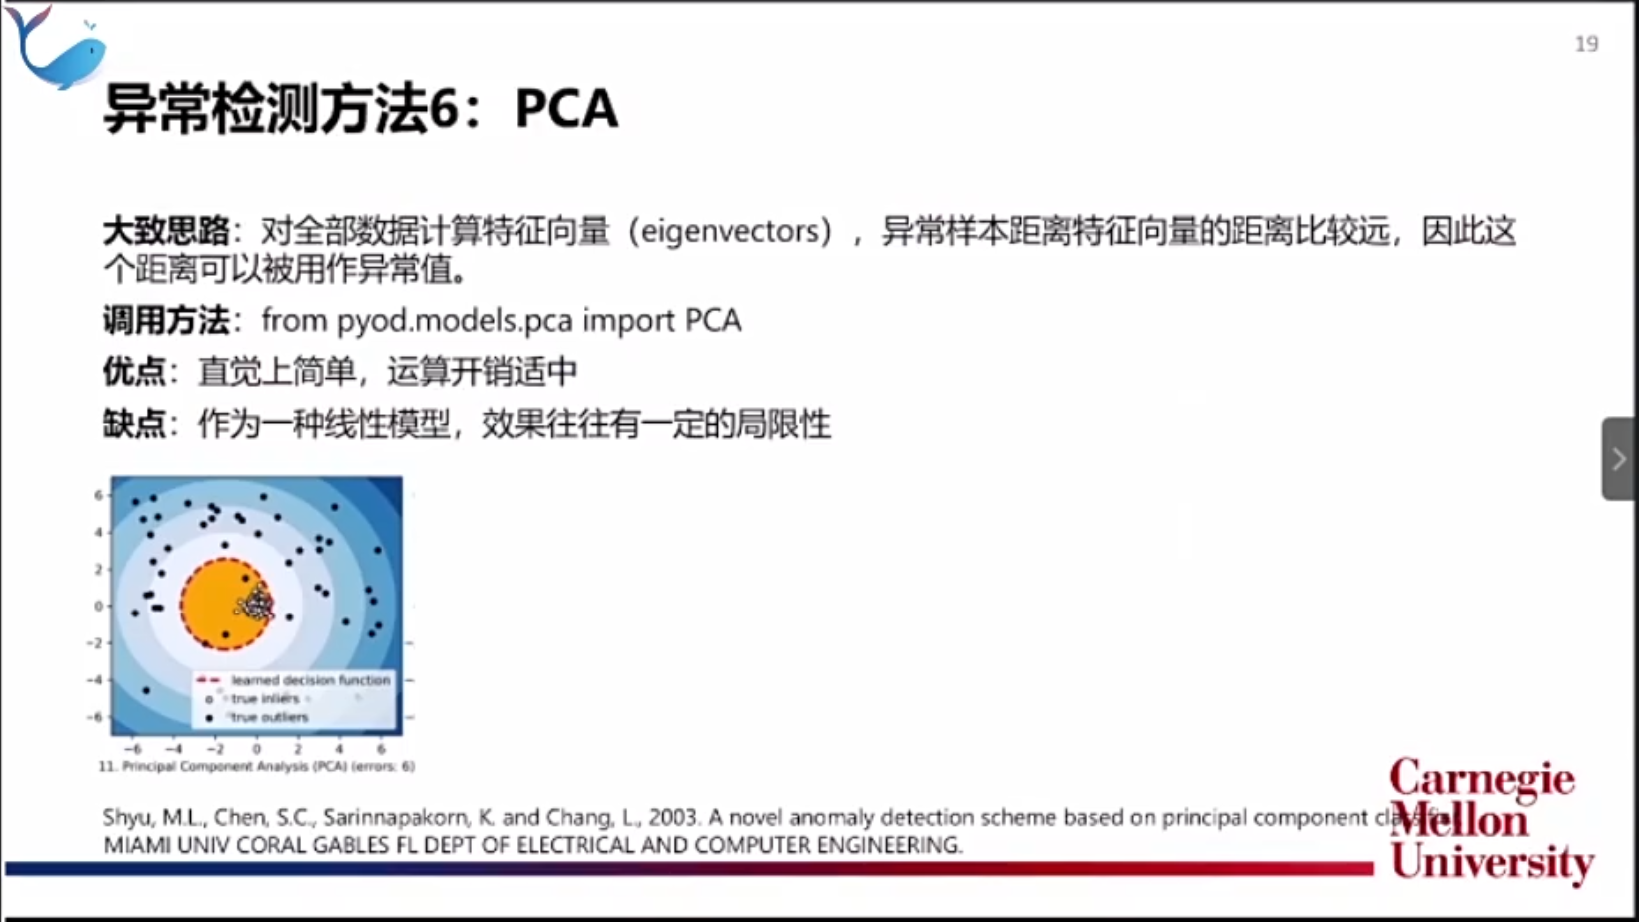 19
异常检测方法6：PCA
大致思路：对全部数据计算特征向量（eigenvectors），异常样本距离特征向量的距离比较远，因此这
个距离可以被用作异常值。
调用方法：from pyod.models.pca import PCA
优点：直觉上简单，运算开销适中
缺点：作为一种线性模型，效果往往有一定的局限性
6
4
2
0
−2
−4
−6
learned decision function
true inliers
true outliers
−6 −4 −2 0 2 4 6
11. Principal Component Analysis (PCA) (errors: 6)
Shyu, M.L., Chen, S.C., Sarinnapakorn, K. and Chang, L., 2003. A novel anomaly detection scheme based on principal component
MIAMI UNIV CORAL GABLES FL DEPT OF ELECTRICAL AND COMPUTER ENGINEERING.
Carnegie
Mellon
University